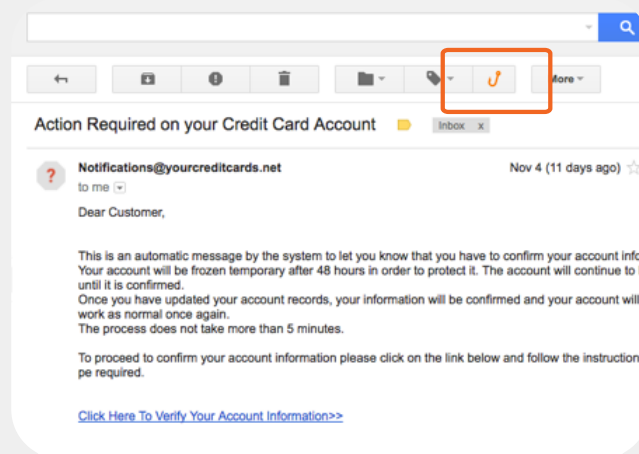 More
Action Required on your Credit Card Account
Inbox x
Notifications@yourcreditcards.net
Nov 4 (11 days ago)
to me
Dear Customer,
This is an automatic message by the system to let you know that you have to confirm your account info
Your account will be frozen temporary after 48 hours in order to protect it. The account will continue to
until it is confirmed.
Once you have updated your account records, your information will be confirmed and your account will
work as normal once again.
The process does not take more than 5 minutes.
To proceed to confirm your account information please click on the link below and follow the instruction
pe required.
Click Here To Verify Your Account Information>>